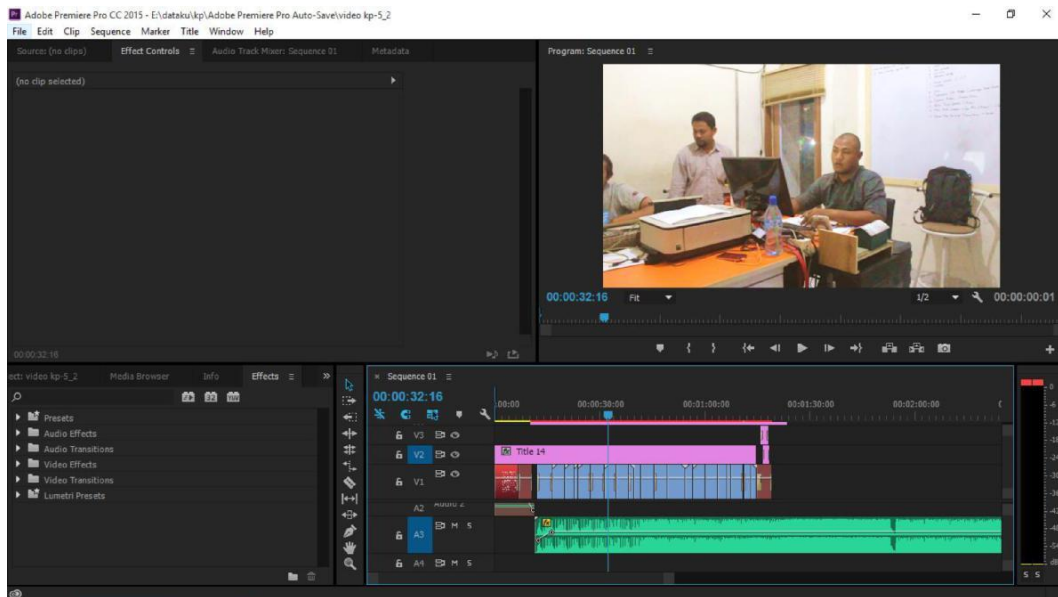 Adobe Premiere Pro CC 2015 - E:\dataku\kp\Adobe Premiere Pro Auto-Save\video kp-5_2
File Edit Clip Sequence Marker Title Window Help
Source: (no clips) Effect Controls Audio Track Mixer: Sequence 01 Metadata
Program: Sequence 01
(no clip selected)
00:00:32:16 Fit 1/2 00:00:00:01
00:00:32:16
ect: video kp-5_2 Media Browser Info Effects
Sequence 01
00:00:32:16
:00:00 00:00:30:00 00:01:00:00 00:01:30:00 00:02:00:00
Presets
Audio Effects
Audio Transitions
Video Effects
Video Transitions
Lumetri Presets
V3
V2 Title 14
V1
A2 Audio 2
A3 M S
A4 M S
S S